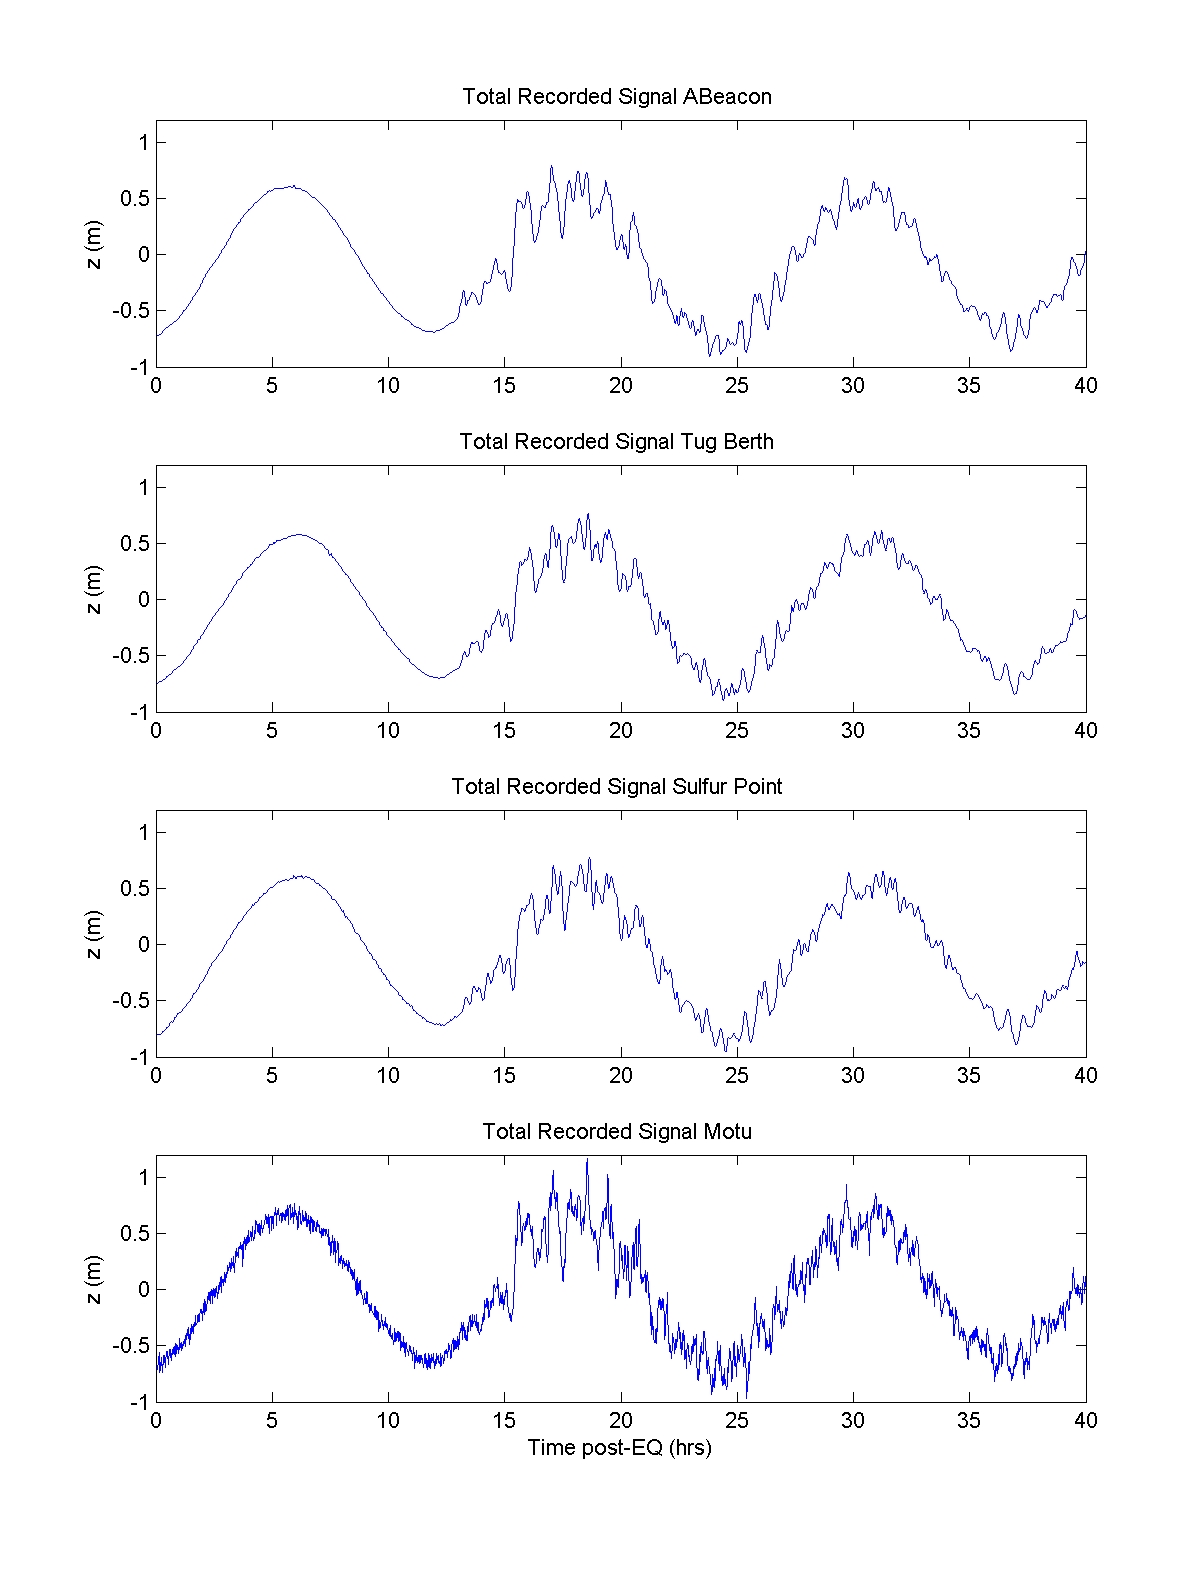 Total Recorded Signal ABeacon
1
0.5
0
-0.5
-1
z (m)
0 5 10 15 20 25 30 35 40
Total Recorded Signal Tug Berth
1
0.5
0
-0.5
-1
z (m)
0 5 10 15 20 25 30 35 40
Total Recorded Signal Sulfur Point
1
0.5
0
-0.5
-1
z (m)
0 5 10 15 20 25 30 35 40
Total Recorded Signal Motu
1
0.5
0
-0.5
-1
z (m)
0 5 10 15 20 25 30 35 40
Time post-EQ (hrs)